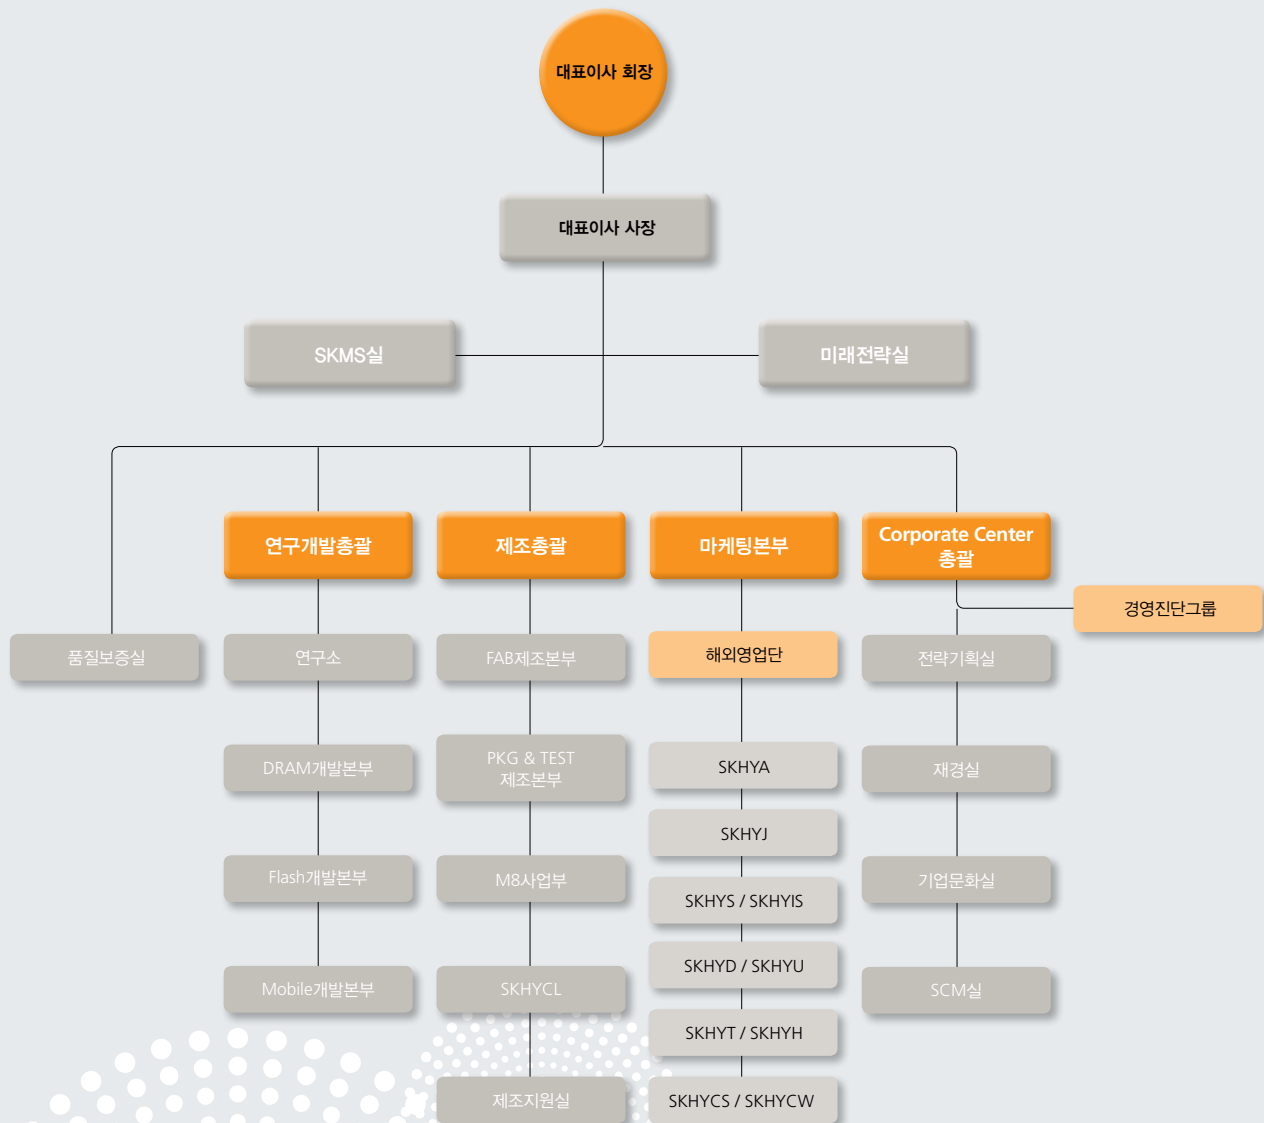 대표이사 회장
대표이사 사장
SKMS실
미래전략실
연구개발총괄
제조총괄
마케팅본부
Corporate Center
총괄
경영진단그룹
품질보증실
연구소
FAB제조본부
해외영업단
전략기획실
DRAM개발본부
PKG & TEST
제조본부
SKHYA
재경실
SKHYJ
Flash개발본부
M8사업부
SKHYS / SKHYIS
기업문화실
SKHYD / SKHYU
Mobile개발본부
SKHYCL
SCM실
SKHYT / SKHYH
제조지원실
SKHYCS / SKHYCW